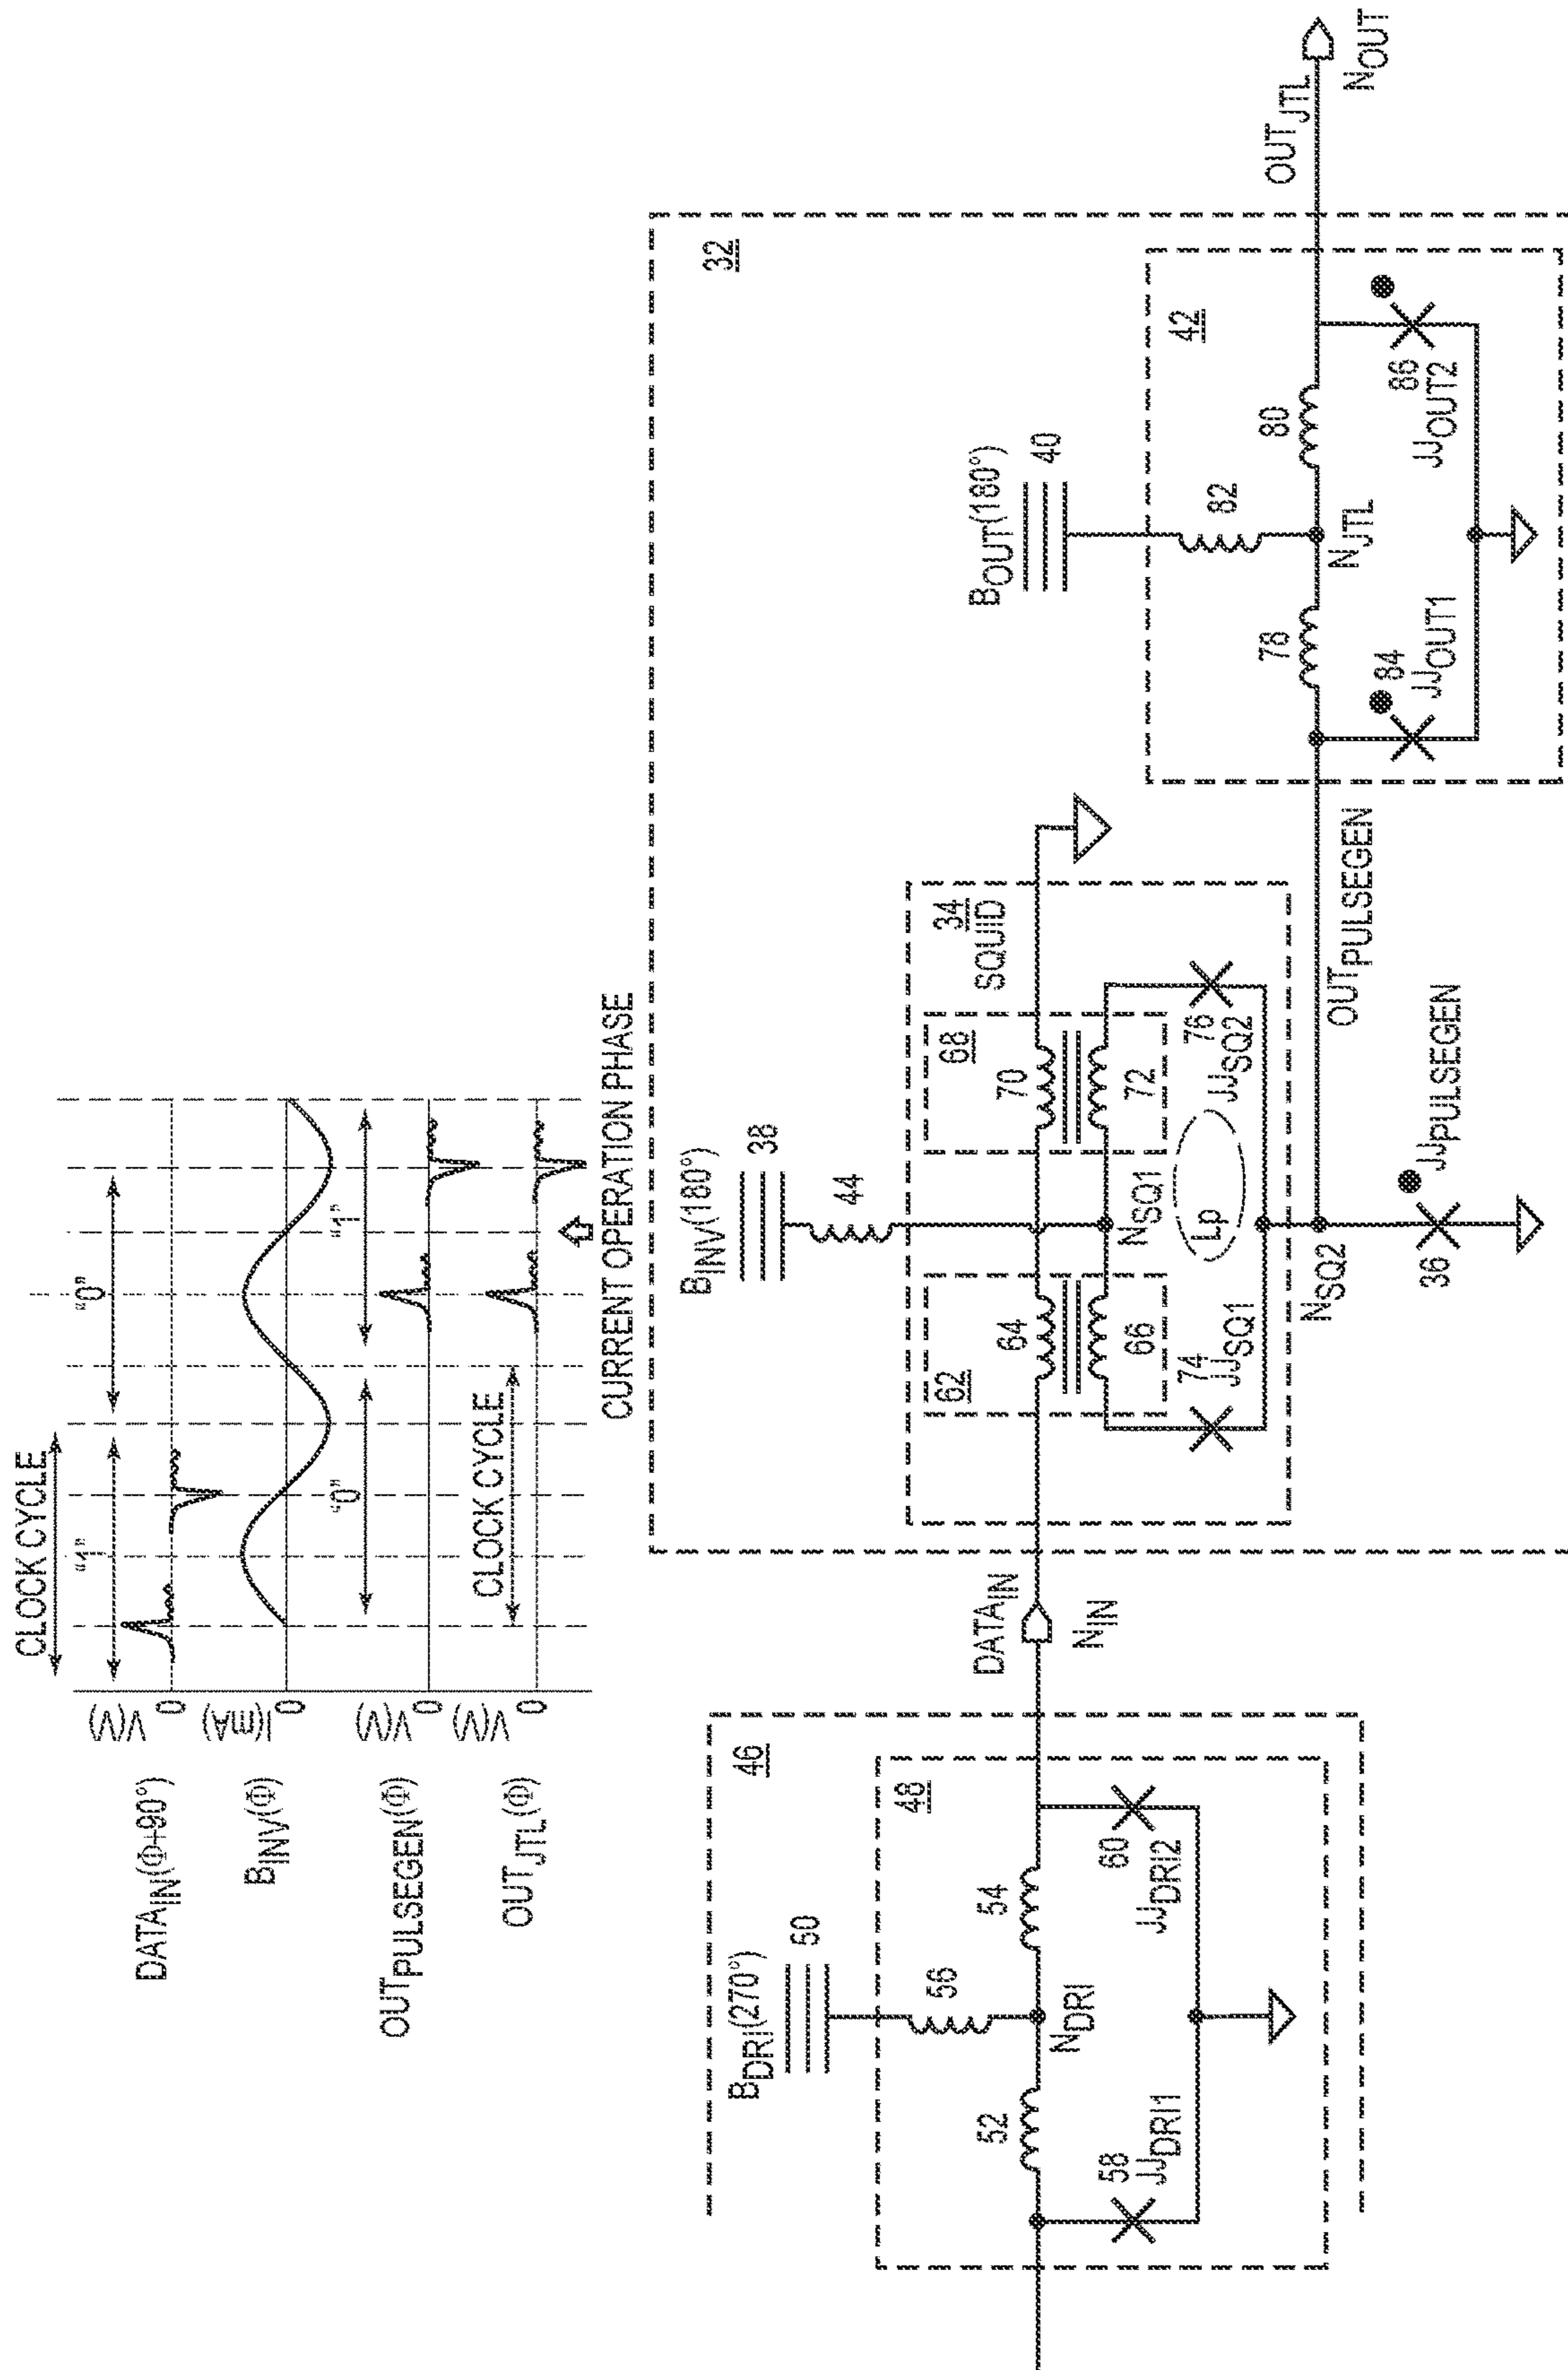 CLOCK CYCLE
"1"
"0"
DATA_IN(Φ+90°)
V(V)
0
B_INV(Φ)
I(mA)
0
"0"
"1"
OUT_PULSEGEN(Φ)
V(V)
0
CLOCK CYCLE
OUT_JTL(Φ)
V(V)
0
CURRENT OPERATION PHASE
46
B_DRI(270°)
50
48
56
52
54
N_DRI
58
JJ_DRI1
60
JJ_DRI2
DATA_IN
N_IN
32
B_INV(180°)
38
44
34
SQUID
62
64
66
68
70
72
N_SQ1
Lp
74
JJ_SQ1
76
JJ_SQ2
N_SQ2
36
JJ_PULSEGEN
OUT_PULSEGEN
B_OUT(180°)
40
42
82
78
80
N_JTL
84
JJ_OUT1
86
JJ_OUT2
OUT_JTL
N_OUT